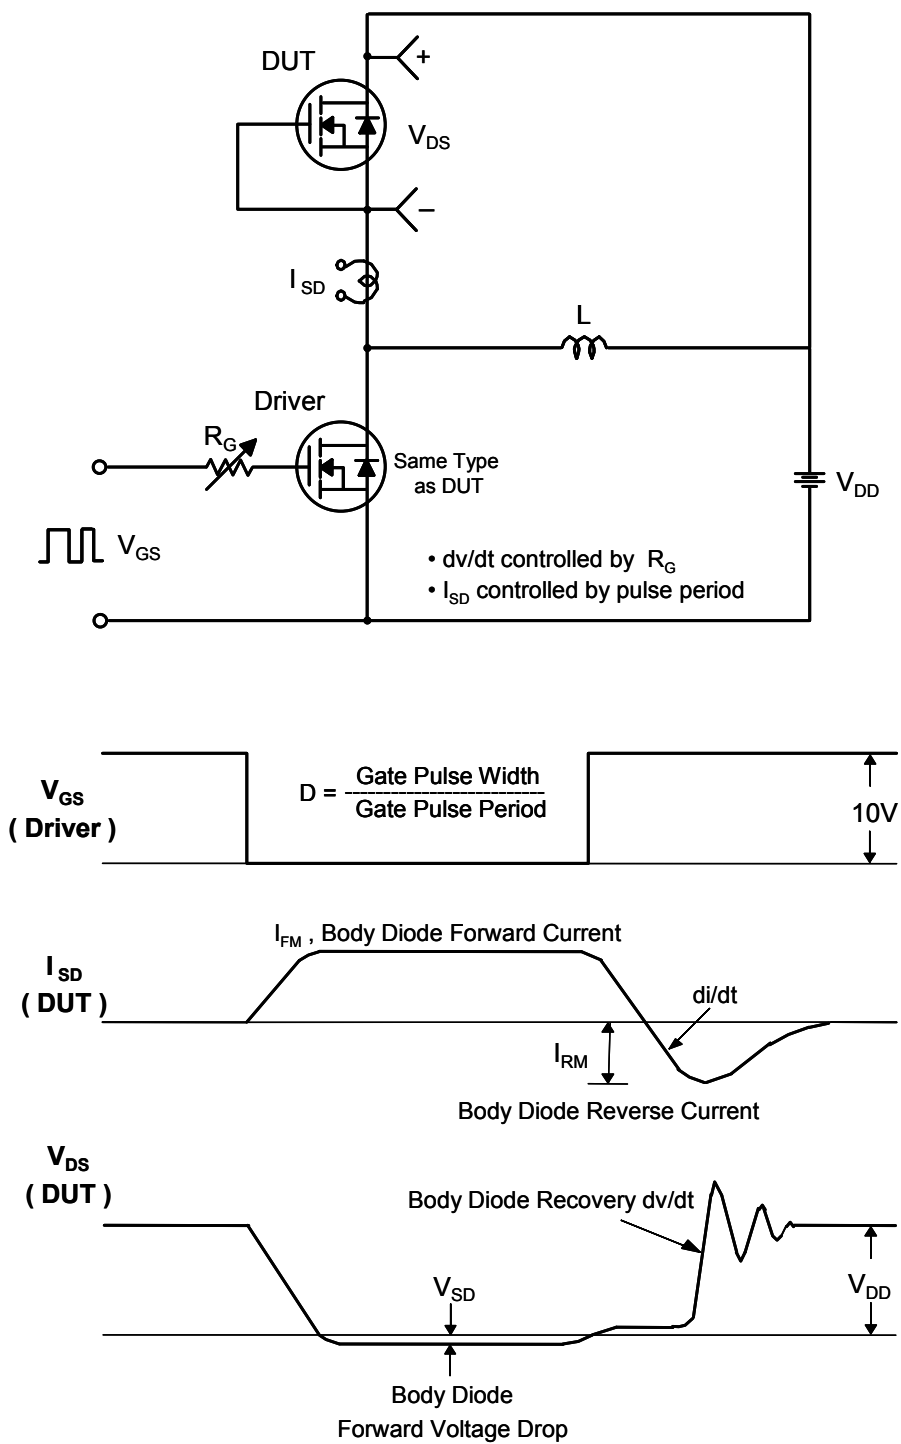 DUT
+
V_DS
–
I_SD
L
Driver
R_G
Same Type
as DUT
V_DD
V_GS
• dv/dt controlled by R_G
• I_SD controlled by pulse period
V_GS
( Driver )
D = Gate Pulse Width
Gate Pulse Period
10V
I_FM , Body Diode Forward Current
I_SD
( DUT )
di/dt
I_RM
Body Diode Reverse Current
V_DS
( DUT )
Body Diode Recovery dv/dt
V_SD
V_DD
Body Diode
Forward Voltage Drop